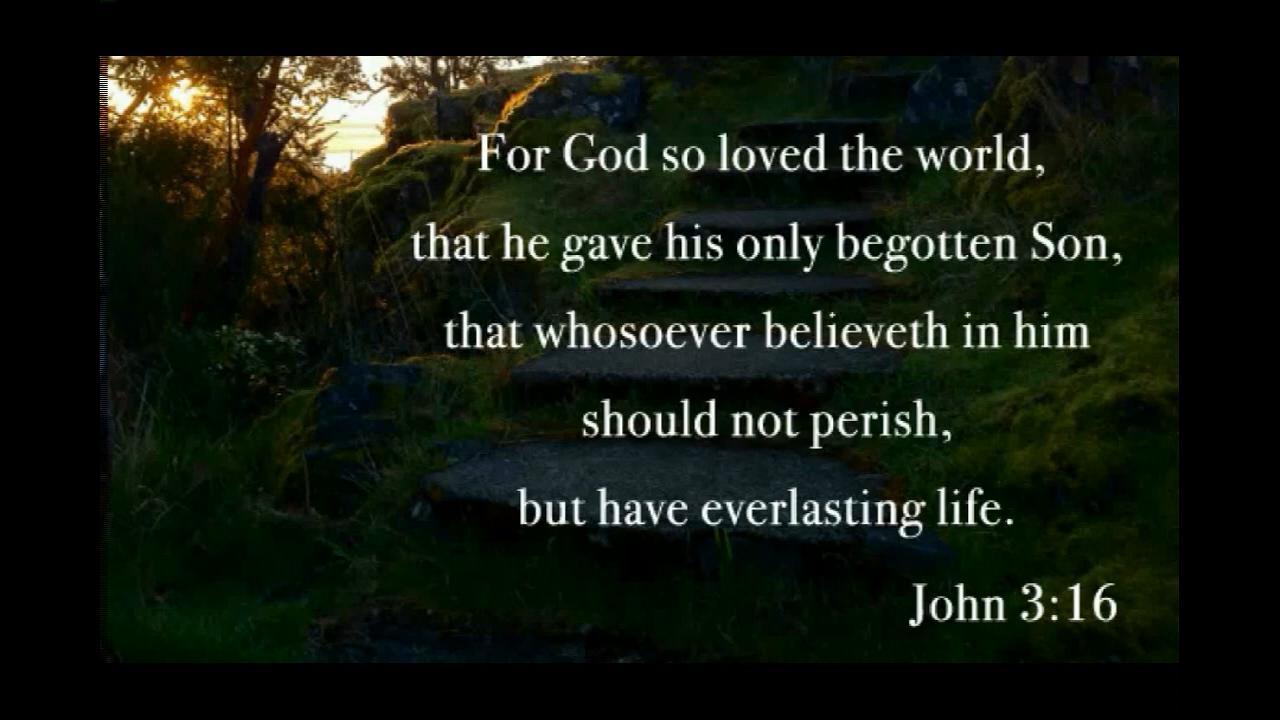 For God so loved the world,
that he gave his only begotten Son,
that whosoever believeth in him
should not perish,
but have everlasting life.
John 3:16